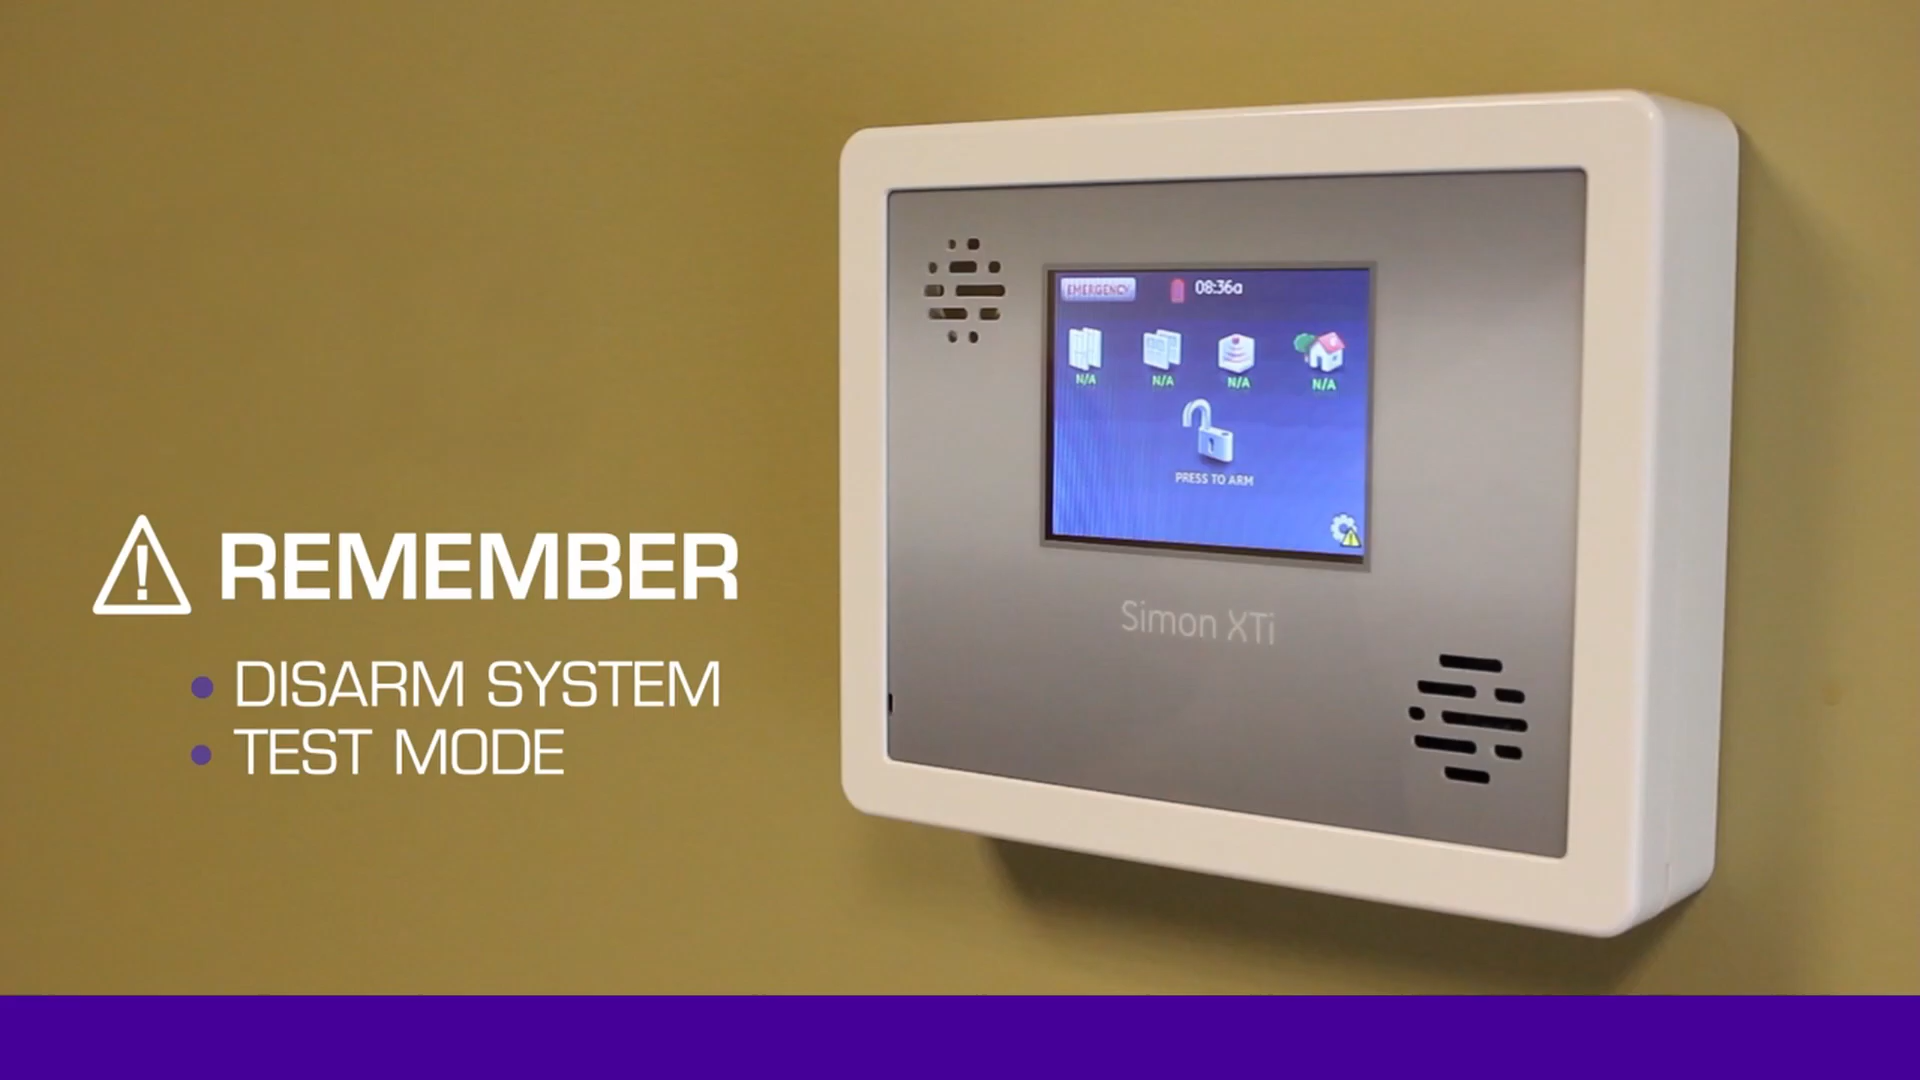 REMEMBER
• DISARM SYSTEM
• TEST MODE
EMERGENCY
08:36a
N/A N/A N/A N/A
PRESS TO ARM
Simon XTi